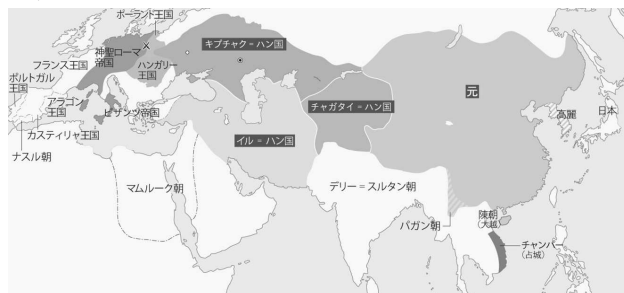 ポーランド王国
神聖ローマ
帝国
キプチャク=ハン国
フランス王国
ハンガリー
王国
ポルトガル
王国
元
チャガタイ=ハン国
アラゴン
王国
ビザンツ帝国
高麗
日本
カスティリャ王国
イル=ハン国
ナスル朝
マムルーク朝
デリー=スルタン朝
陳朝
(大越)
パガン朝
チャンパー
(占城)